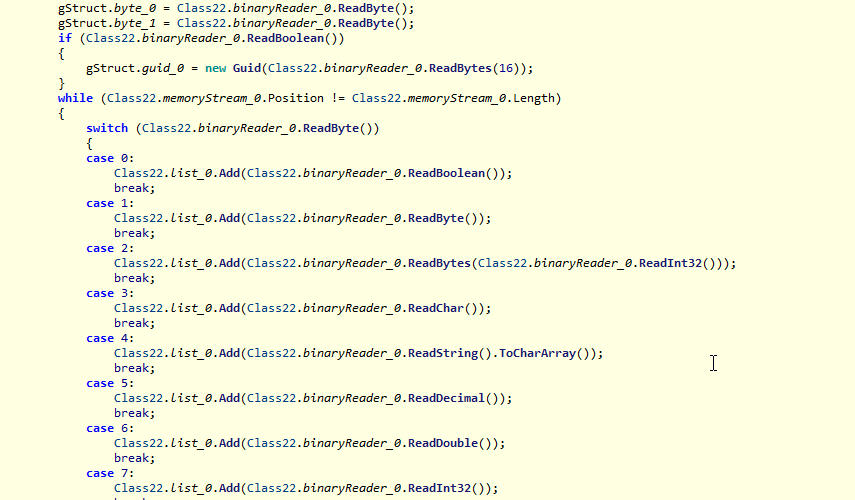 gStruct.byte_0 = Class22.binaryReader_0.ReadByte();
gStruct.byte_1 = Class22.binaryReader_0.ReadByte();
if (Class22.binaryReader_0.ReadBoolean())
{
gStruct.guid_0 = new Guid(Class22.binaryReader_0.ReadBytes(16));
}
while (Class22.memoryStream_0.Position != Class22.memoryStream_0.Length)
{
switch (Class22.binaryReader_0.ReadByte())
{
case 0:
Class22.list_0.Add(Class22.binaryReader_0.ReadBoolean());
break;
case 1:
Class22.list_0.Add(Class22.binaryReader_0.ReadByte());
break;
case 2:
Class22.list_0.Add(Class22.binaryReader_0.ReadBytes(Class22.binaryReader_0.ReadInt32()));
break;
case 3:
Class22.list_0.Add(Class22.binaryReader_0.ReadChar());
break;
case 4:
Class22.list_0.Add(Class22.binaryReader_0.ReadString().ToCharArray());
break;
case 5:
Class22.list_0.Add(Class22.binaryReader_0.ReadDecimal());
break;
case 6:
Class22.list_0.Add(Class22.binaryReader_0.ReadDouble());
break;
case 7:
Class22.list_0.Add(Class22.binaryReader_0.ReadInt32());